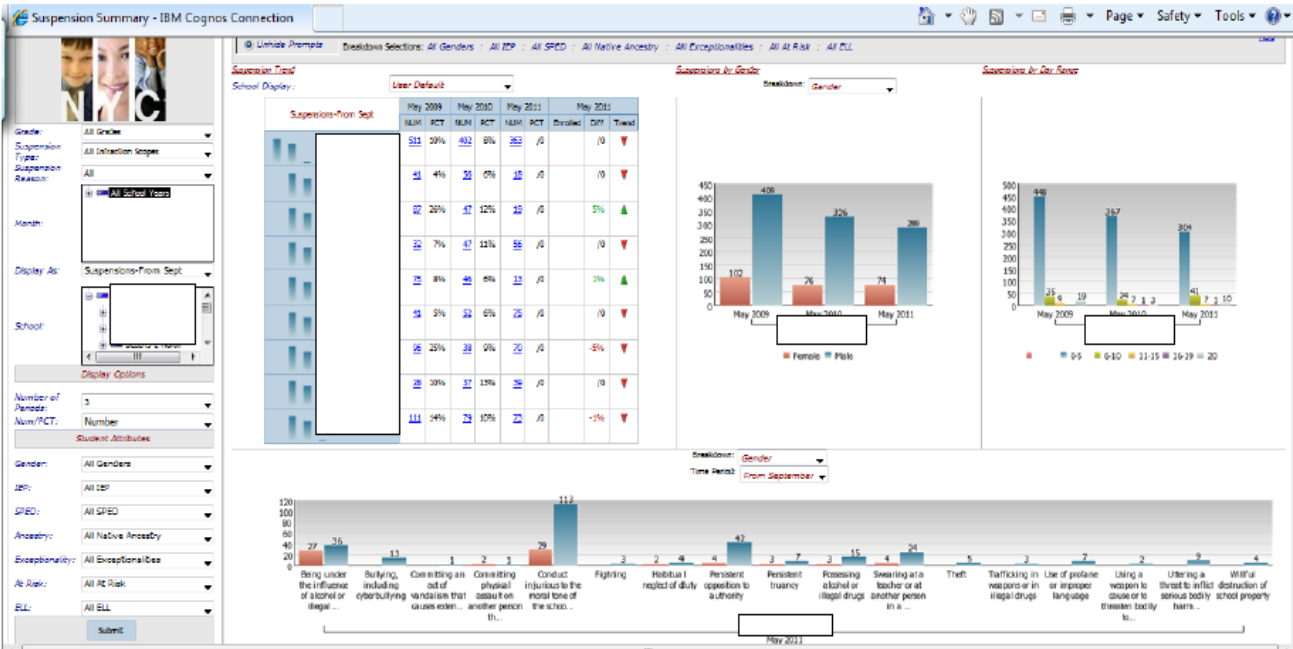 Suspension Summary - IBM Cognos Connection
Page Safety Tools
Unhide Prompts Breakdown Selections: All Genders : All IEP : All SPED : All Native Ancestry : All Exceptionalities : All At Risk : All ELL
NYC
Grade: All Grades
Suspension Type: All Infraction Scopes
Suspension Reason: All
Month: All School Years
Display As: Suspensions-From Sept
School:
Display Options
Number of Periods: 3
Num/PCT: Number
Student Attributes
Gender: All Genders
IEP: All IEP
SPED: All SPED
Ancestry: All Native Ancestry
Exceptionality: All Exceptionalities
At Risk: All At Risk
ELL: All ELL
Submit
Suspension Trend
School Display: User Default
Suspensions-From Sept May 2009 May 2010 May 2011 May 2011
NUM PCT NUM PCT NUM PCT Enrolled Diff Trend
511 10% 402 8% 363 /0 /0
41 4% 56 6% 18 /0 /0
87 26% 47 12% 19 /0 5%
32 7% 47 11% 56 /0 /0
75 8% 46 6% 13 /0
41 5% 52 6% 75 /0 /0
96 25% 38 9% 70 /0 -5%
28 10% 37 13% 39 /0 /0
111 14% 79 10% 73 /0 -1%
Suspensions by Gender
Breakdown: Gender
450
400
350
300
250
200
150
100
50
0
102 409 76 326 74 289
May 2009 May 2010 May 2011
Female Male
Suspensions by Day Range
500
450
400
350
300
250
200
150
100
50
0
448 35 9 19 367 24 7 1 3 304 41 7 1 10
May 2009 May 2010 May 2011
0-5 6-10 11-15 16-19 20
Breakdown: Gender
Time Period: From September
120
100
80
60
40
20
0
27 36 13 1 2 1 29 113 3 2 4 4 42 3 7 3 15 4 24 5 2 7 2 9 4
Being under the influence of alcohol or illegal ...
Bullying, including cyberbullying
Committing an act of vandalism that causes exten...
Committing physical assault on another person th...
Conduct injurious to the moral tone of the schoo...
Fighting
Habitual neglect of duty
Persistent opposition to authority
Persistent truancy
Possessing alcohol or illegal drugs
Swearing at a teacher or at another person in a ...
Theft
Trafficking in weapons or in illegal drugs
Use of profane or improper language
Using a weapon to cause or to threaten bodily h...
Uttering a threat to inflict serious bodily harm...
Willful destruction of school property
May 2011